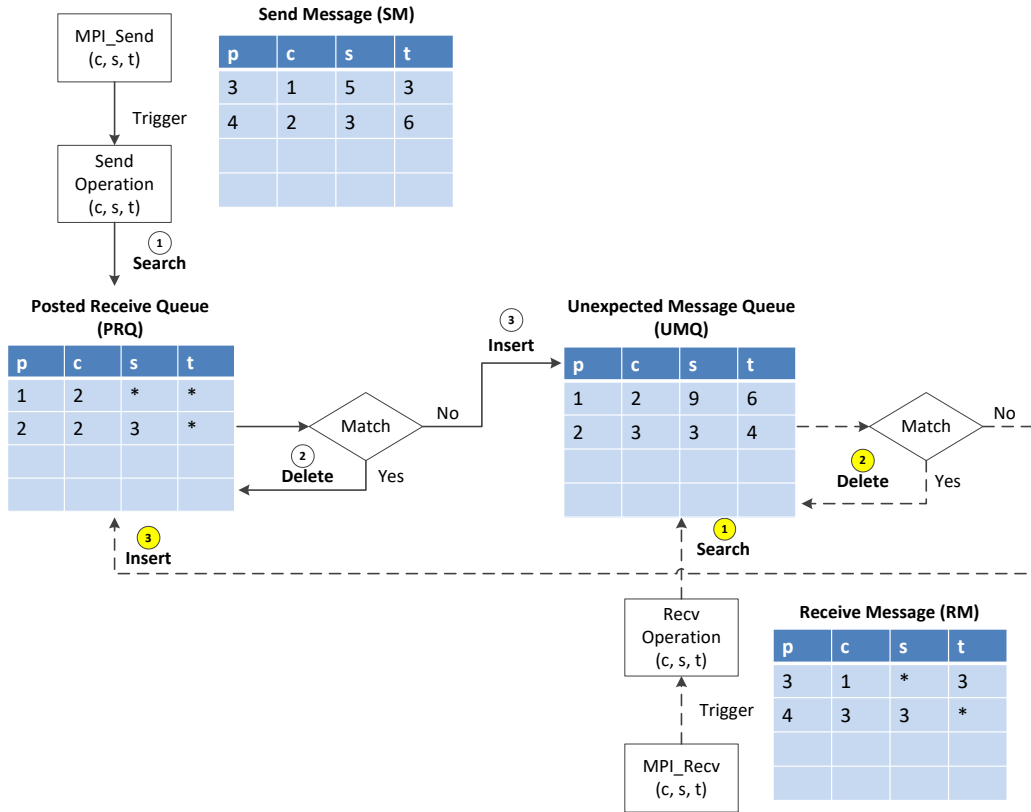 MPI_Send
(c, s, t)
Trigger
Send
Operation
(c, s, t)
1
Search
Send Message (SM)
p c s t
3 1 5 3
4 2 3 6
Posted Receive Queue
(PRQ)
p c s t
1 2 * *
2 2 3 *
Match
No
Yes
2
Delete
3
Insert
Unexpected Message Queue
(UMQ)
p c s t
1 2 9 6
2 3 3 4
Match
No
Yes
2
Delete
3
Insert
1
Search
Recv
Operation
(c, s, t)
Trigger
MPI_Recv
(c, s, t)
Receive Message (RM)
p c s t
3 1 * 3
4 3 3 *